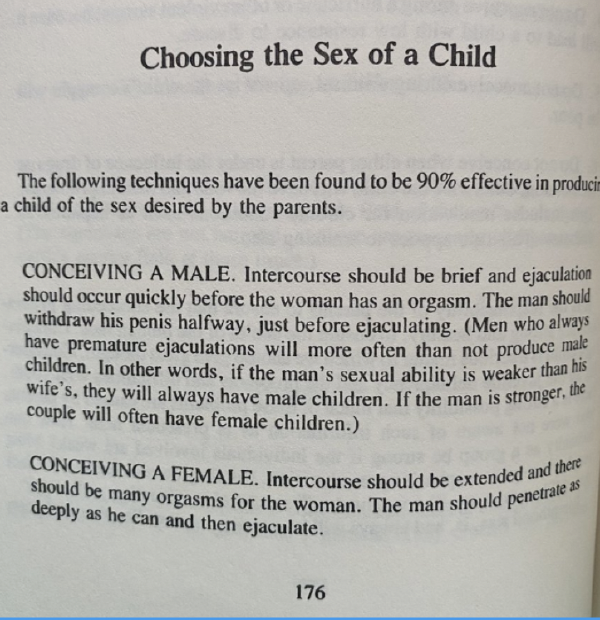 Choosing the Sex of a Child
The following techniques have been found to be 90% effective in
a child of the sex desired by the parents.
CONCEIVING A MALE. Intercourse should be brief and ejaculation
should occur quickly before the woman has an orgasm. The man should
withdraw his penis halfway, just before ejaculating. (Men who always
have premature ejaculations will more often than not produce male
children. In other words, if the man's sexual ability is weaker than his
wife's, they will always have male children. If the man is stronger, the
couple will often have female children.)
CONCEIVING A FEMALE. Intercourse should be extended and there
should be many orgasms for the woman. The man should penetrate as
deeply as he can and then ejaculate.
176